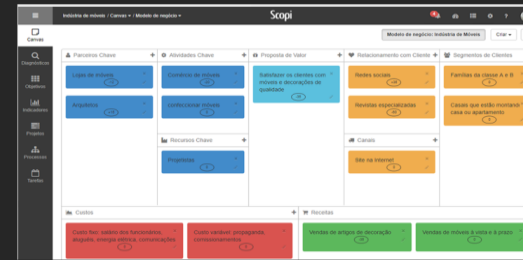 Indústria de móveis / Canvas • / Modelo de negócio •
Scopi
Canvas
Modelo de negócio: Indústria de Móveis
Criar
Diagnósticos
Objetivos
Indicadores
Projetos
Processos
Tarefas
Parceiros Chave +
Lojas de móveis
Arquitetos
Atividades Chave +
Comércio de móveis
confeccionar móveis
Recursos Chave +
Projetistas
Proposta de Valor +
Satisfazer os clientes com
móveis e decorações de
qualidade
Relacionamento com Cliente +
Redes sociais
Revistas especializadas
Canais +
Site na internet
Segmentos de Clientes
Famílias da classe A e B
Casais que estão montando
casa ou apartamento
Custos +
Custo fixo: salário dos funcionários,
aluguéis, energia elétrica, comunicações
Custo variável: propaganda,
comissionamentos
Receitas
Vendas de artigos de decoração
Vendas de móveis à vista e à prazo